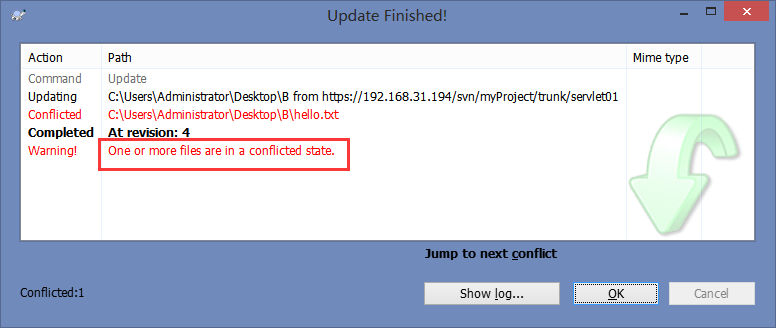 Update Finished!
Action Path Mime type
Command Update
Updating C:\Users\Administrator\Desktop\B from https://192.168.31.194/svn/myProject/trunk/servlet01
Conflicted C:\Users\Administrator\Desktop\B\hello.txt
Completed At revision: 4
Warning! One or more files are in a conflicted state.
Jump to next conflict
Conflicted:1
Show log...
OK
Cancel